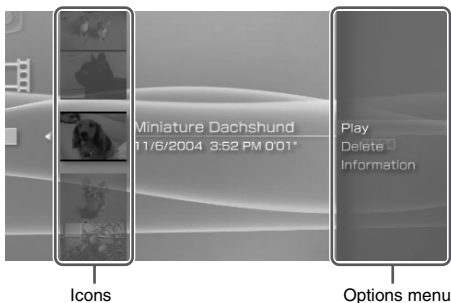 Miniature Dachshund
11/6/2004 3:52 PM 0'01"
Play
Delete
Information
Icons
Options menu